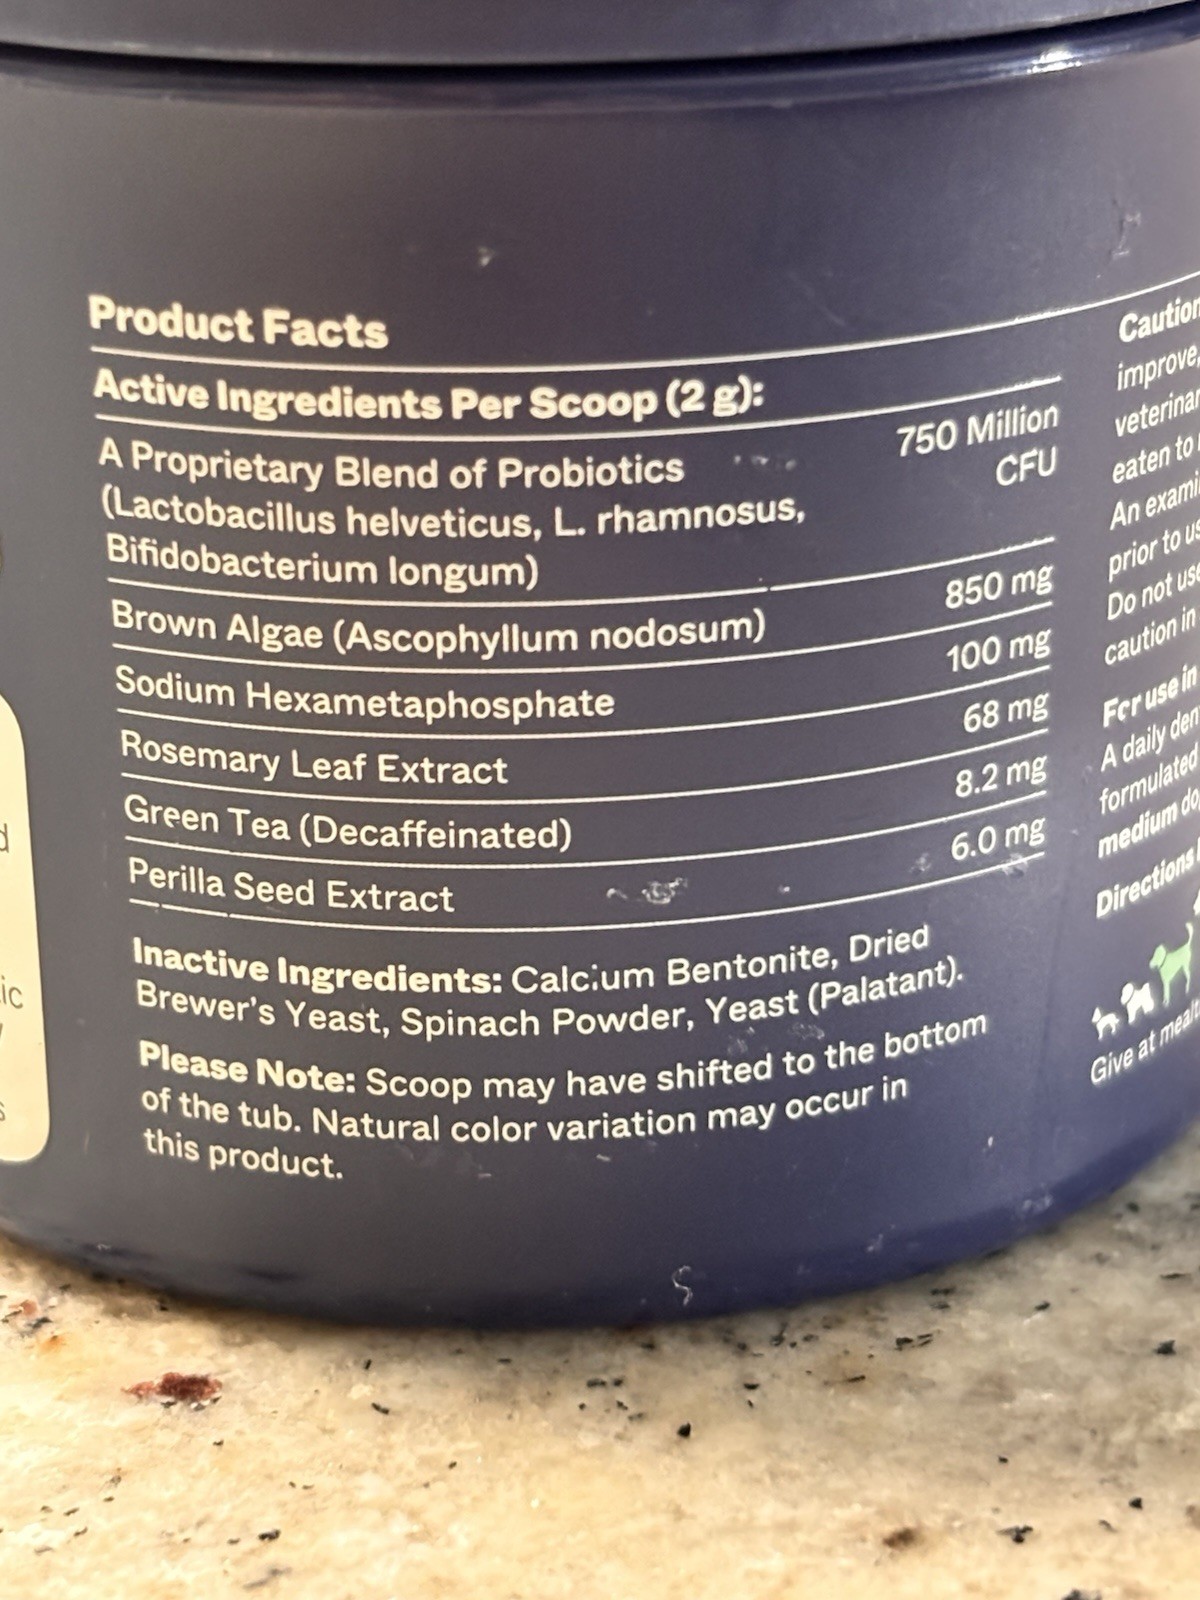 Product Facts
Active Ingredients Per Scoop (2 g):
A Proprietary Blend of Probiotics 750 Million
(Lactobacillus helveticus, L. rhamnosus, CFU
Bifidobacterium longum)
Brown Algae (Ascophyllum nodosum) 850 mg
Sodium Hexametaphosphate 100 mg
Rosemary Leaf Extract 68 mg
Green Tea (Decaffeinated) 8.2 mg
Perilla Seed Extract 6.0 mg
Inactive Ingredients: Calcium Bentonite, Dried
Brewer's Yeast, Spinach Powder, Yeast (Palatant).
Please Note: Scoop may have shifted to the bottom
of the tub. Natural color variation may occur in
this product.
Caution
improve,
eaten to
An
prior to
Do not use
caution in
For use in
A daily
formulated
medium
Directions
Give at